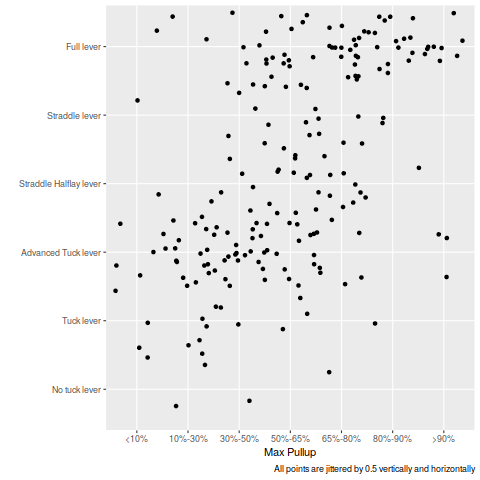 Full lever
Straddle lever
Straddle Halflay lever
Advanced Tuck lever
Tuck lever
No tuck lever
<10% 10%-30% 30%-50% 50%-65% 65%-80% 80%-90% >90%
Max Pullup
All points are jittered by 0.5 vertically and horizontally